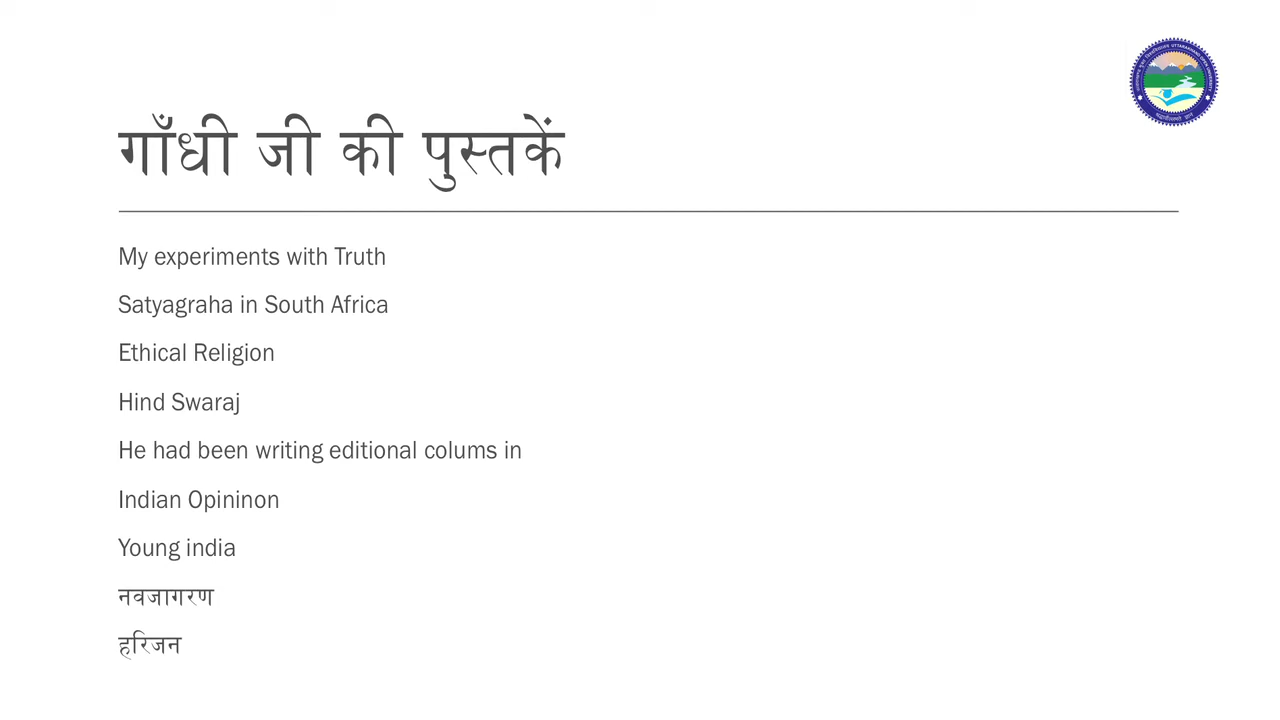 गाँधी जी की पुस्तकें
My experiments with Truth
Satyagraha in South Africa
Ethical Religion
Hind Swaraj
He had been writing editional colums in
Indian Opininon
Young india
नवजागरण
हरिजन